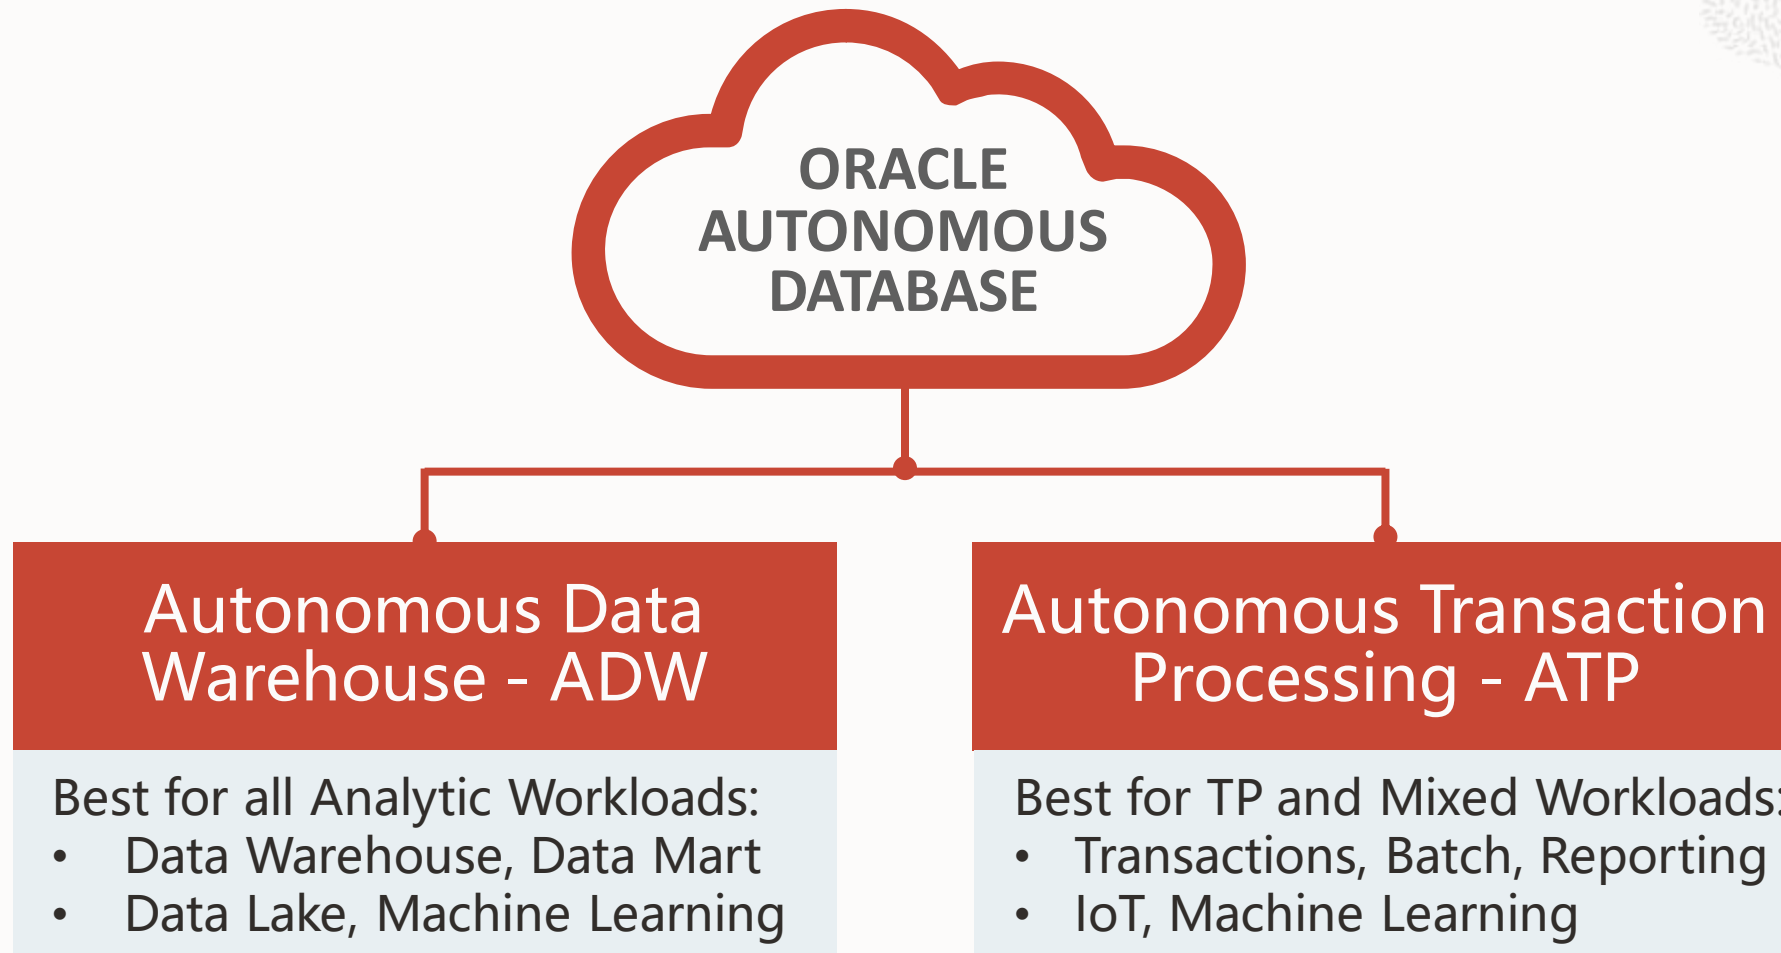 ORACLE
AUTONOMOUS
DATABASE
Autonomous Data
Warehouse - ADW
Best for all Analytic Workloads:
• Data Warehouse, Data Mart
• Data Lake, Machine Learning
Autonomous Transaction
Processing - ATP
Best for TP and Mixed Workloads:
• Transactions, Batch, Reporting
• IoT, Machine Learning